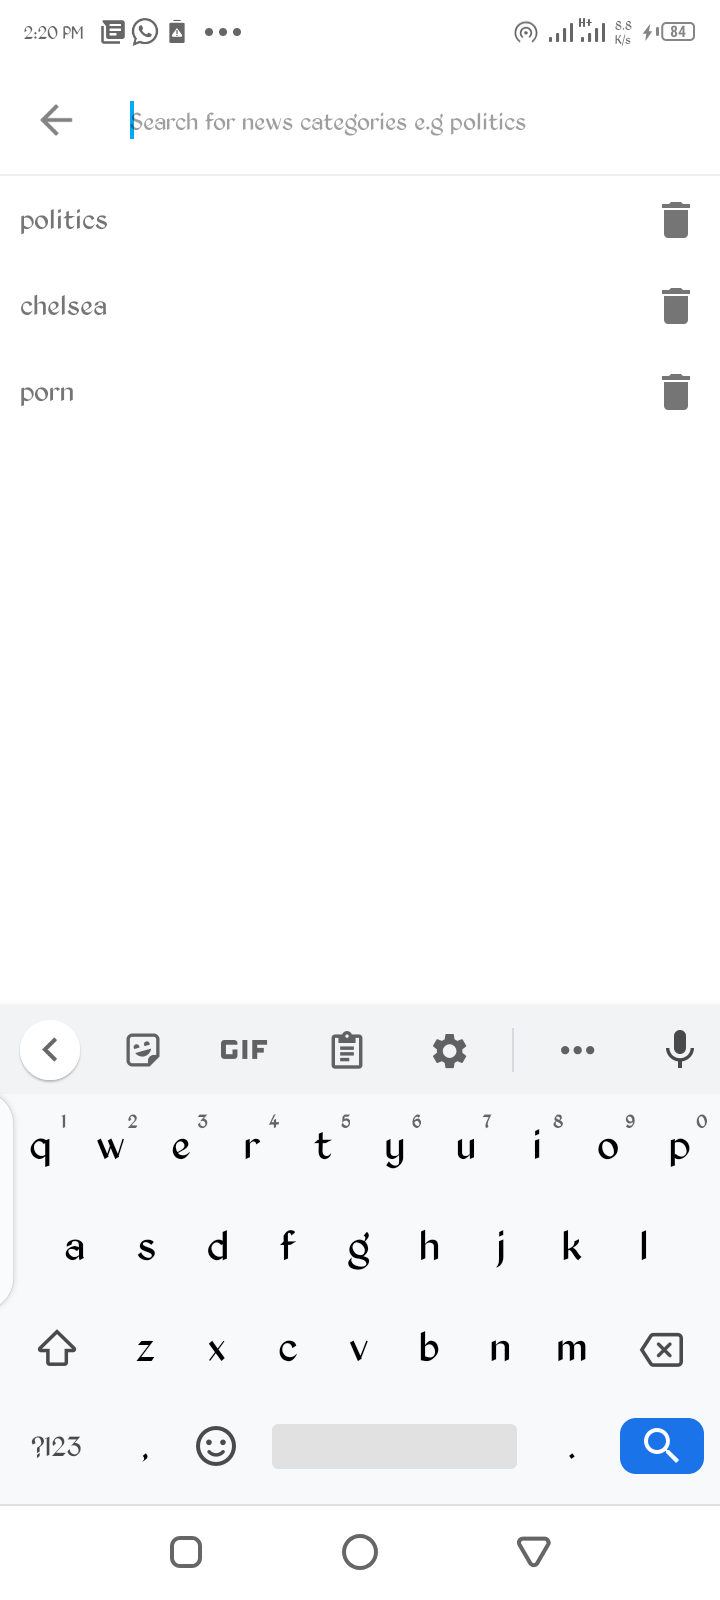 2:20 PM H+ 8.8 K/s 84
Search for news categories e.g politics
politics
chelsea
porn
GIF
1 2 3 4 5 6 7 8 9 0
q w e r t y u i o p
a s d f g h j k l
z x c v b n m
?123 , .